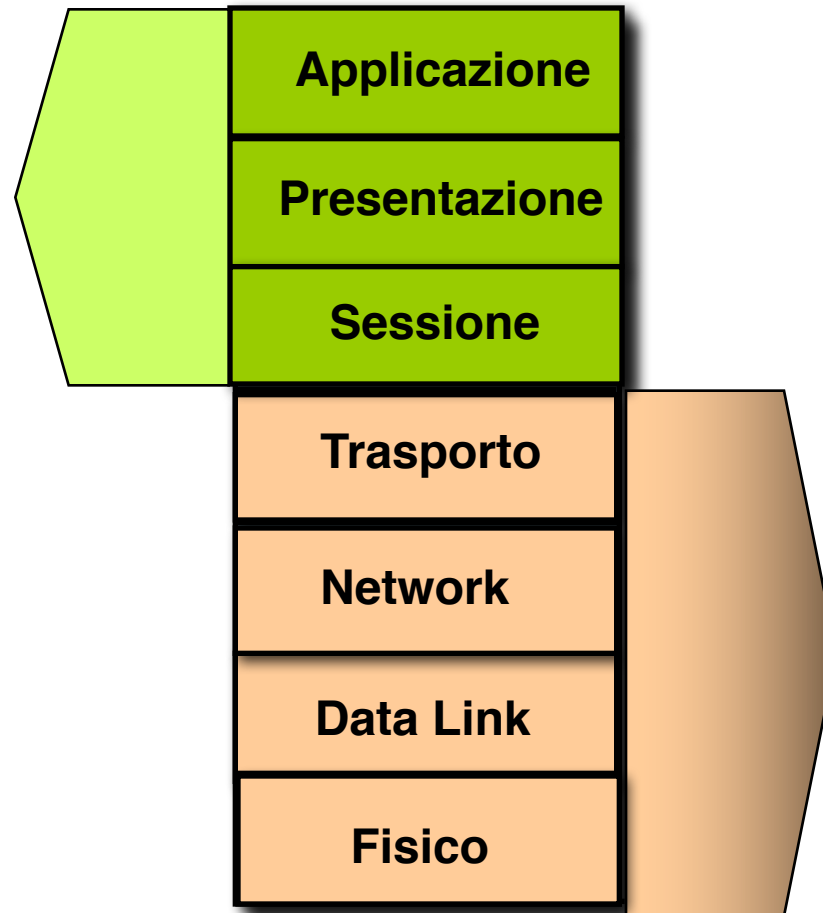 Applicazione
Presentazione
Sessione
Trasporto
Network
Data Link
Fisico